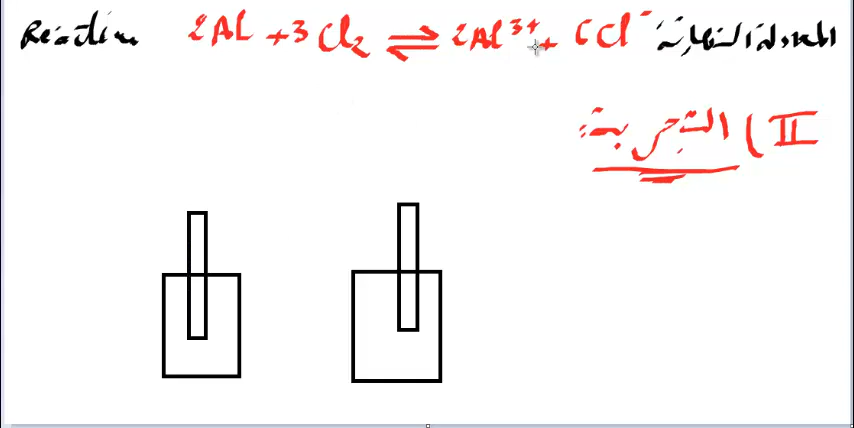 Reaction 2Al + 3Cl₂ ⇌ 2Al³⁺ + 6Cl⁻ المعادلة النهائية
II) التجربة: